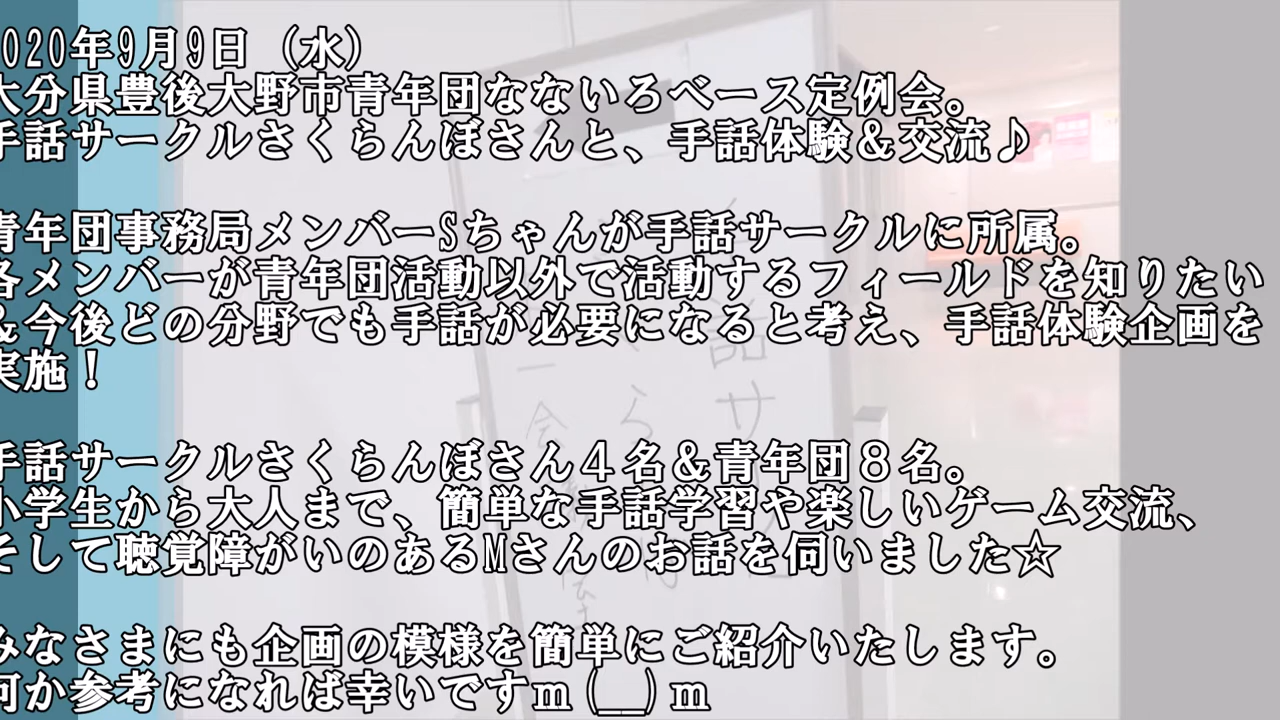 2020年9月9日（水）
大分県豊後大野市青年団なないろベース定例会。
手話サークルさくらんぼさんと、手話体験＆交流♪
青年団事務局メンバーSちゃんが手話サークルに所属。
各メンバーが青年団活動以外で活動するフィールドを知りたい
＆今後どの分野でも手話が必要になると考え、手話体験企画を
実施！
手話サークルさくらんぼさん４名＆青年団８名。
小学生から大人まで、簡単な手話学習や楽しいゲーム交流、
そして聴覚障がいのあるMさんのお話を伺いました☆
みなさまにも企画の模様を簡単にご紹介いたします。
何か参考になれば幸いですｍ(__)ｍ